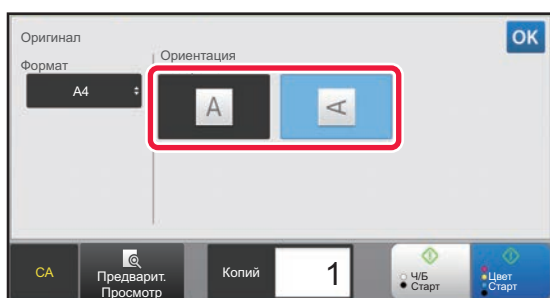 Оригинал
OK
Формат
Ориентация
A4
A
A
CA
Предварит.
Просмотр
Копий
1
Ч/Б
Старт
Цвет
Старт